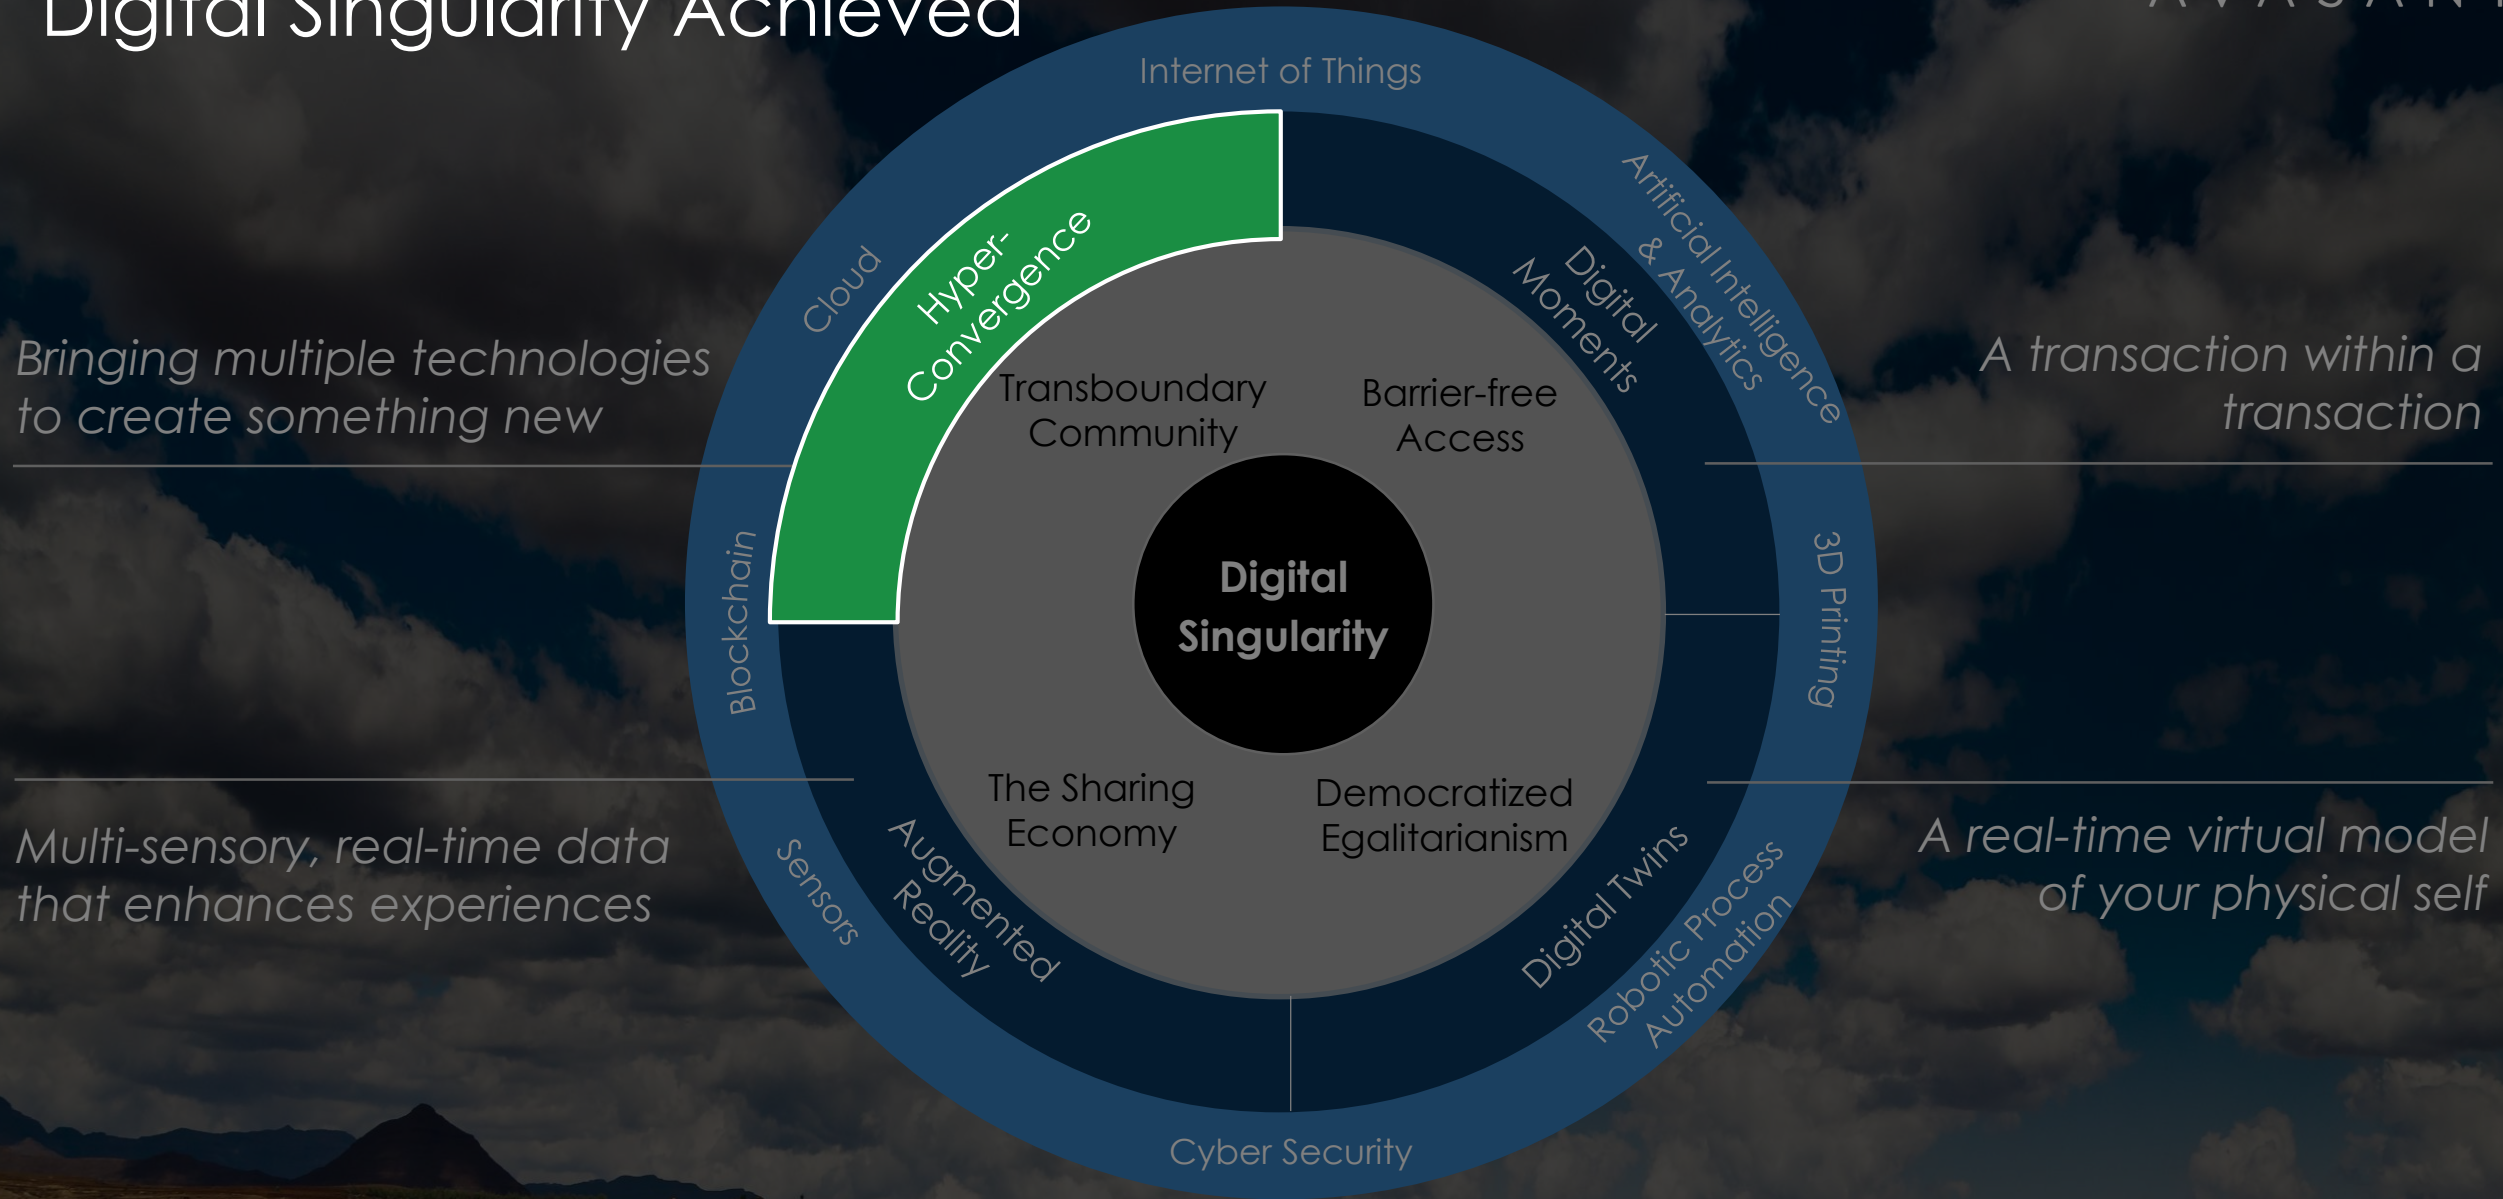 Digital Singularity Achieved
Internet of Things
Artificial Intelligence
& Analytics
3D Printing
Robotic Process
Automation
Cyber Security
Sensors
Blockchain
Cloud
Hyper-
Convergence
Digital
Moments
Digital Twins
Augmented
Reality
Transboundary
Community
Barrier-free
Access
Digital
Singularity
The Sharing
Economy
Democratized
Egalitarianism
Bringing multiple technologies
to create something new
A transaction within a
transaction
Multi-sensory, real-time data
that enhances experiences
A real-time virtual model
of your physical self